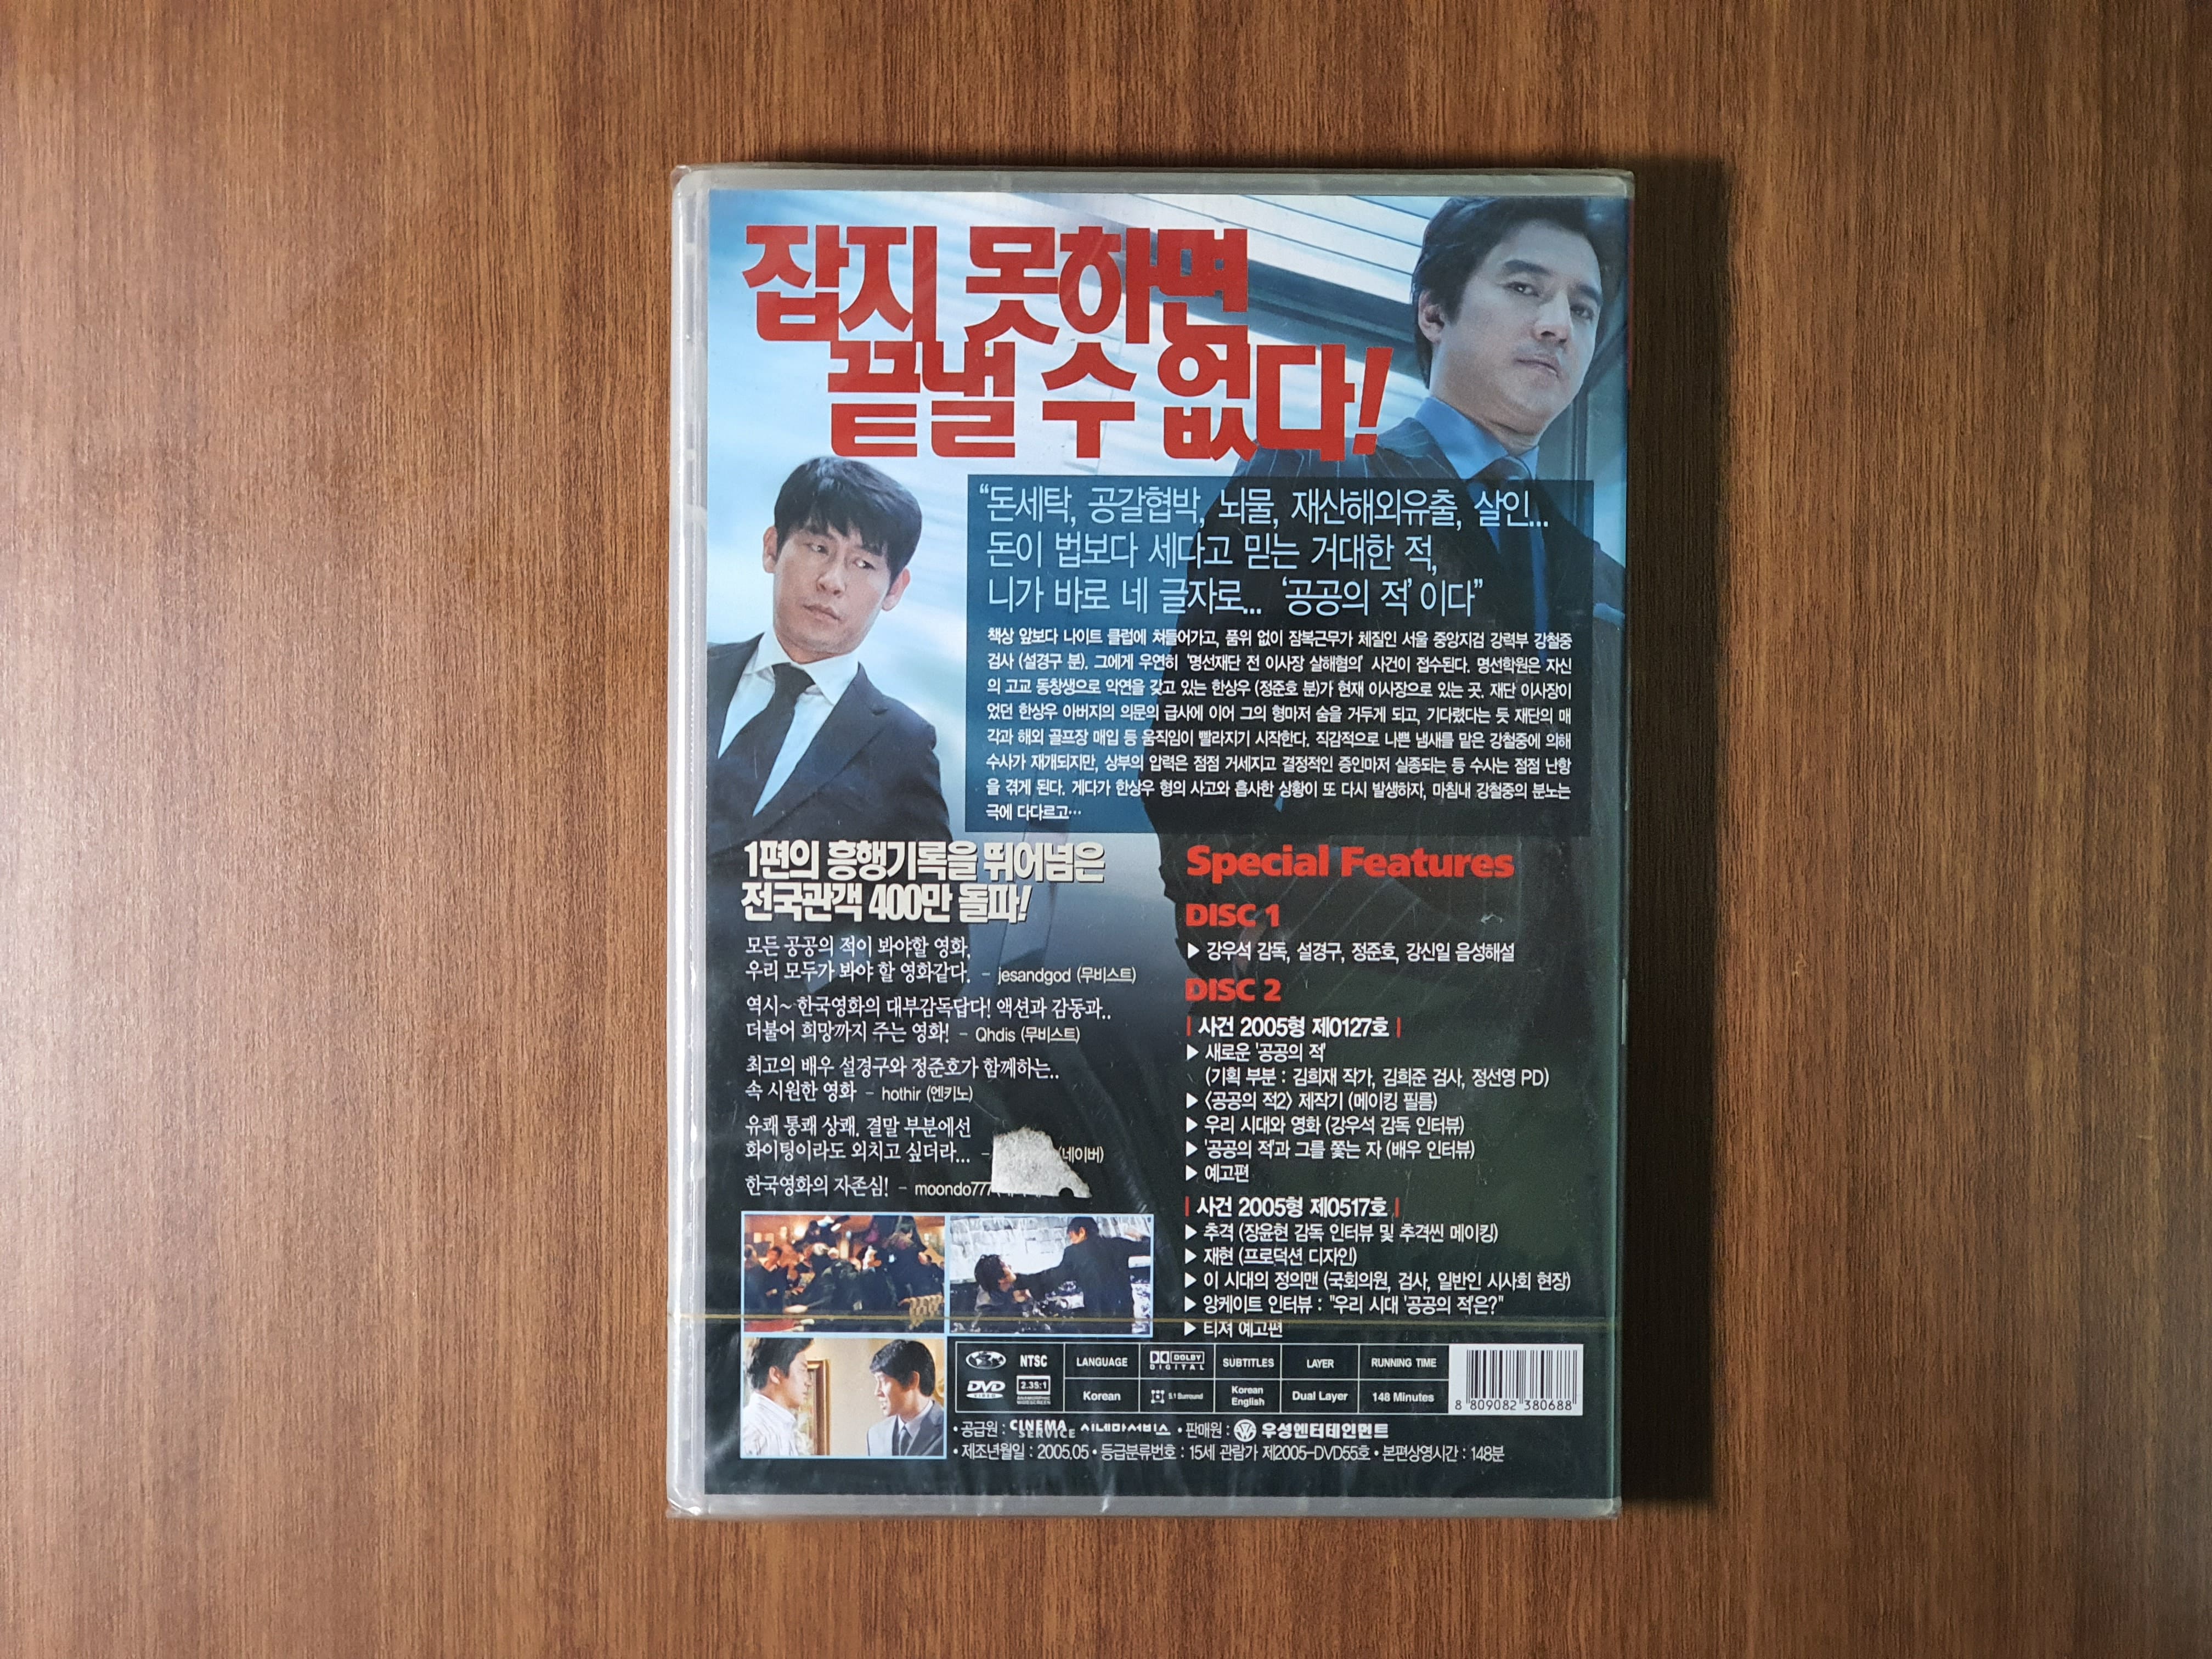 잡지 못하면
끝낼 수 없다!
“돈세탁, 공갈협박, 뇌물, 재산해외유출, 살인...
돈이 법보다 세다고 믿는 거대한 적,
니가 바로 네 글자로... ‘공공의 적’이다”
책상 앞보다 나이트 클럽에 쳐들어가고, 품위 없이 잠복근무가 체질인 서울 중앙지검 강력부 강철중
검사 (설경구 분). 그에게 우연히 '명선재단 전 이사장 살해혐의' 사건이 접수된다. 명선학원은 자신
의 고교 동창생으로 악연을 갖고 있는 한상우 (정준호 분)가 현재 이사장으로 있는 곳. 재단 이사장이
었던 한상우 아버지의 의문의 급사에 이어 그의 형마저 숨을 거두게 되고, 기다렸다는 듯 재단의 매
각과 해외 골프장 매입 등 움직임이 빨라지기 시작한다. 직감적으로 나쁜 냄새를 맡은 강철중에 의해
수사가 재개되지만, 상부의 압력은 점점 거세지고 결정적인 증인마저 실종되는 등 수사는 점점 난항
을 겪게 된다. 게다가 한상우 형의 사고와 흡사한 상황이 또 다시 발생하자, 마침내 강철중의 분노는
극에 다다르고…
1편의 흥행기록을 뛰어넘은
전국관객 400만 돌파!
모든 공공의 적이 봐야할 영화,
우리 모두가 봐야 할 영화같다. - jesandgod (무비스트)
역시~ 한국영화의 대부감독답다! 액션과 감동과..
더불어 희망까지 주는 영화! - Qhdis (무비스트)
최고의 배우 설경구와 정준호가 함께하는..
속 시원한 영화 - hothir (엔키노)
유쾌 통쾌 상쾌. 결말 부분에선
화이팅이라도 외치고 싶더라... - (네이버)
한국영화의 자존심! - moondo777
Special Features
DISC 1
▶ 강우석 감독, 설경구, 정준호, 강신일 음성해설
DISC 2
| 사건 2005형 제0127호 |
▶ 새로운 '공공의 적'
(기획 부분 : 김희재 작가, 김희준 검사, 정선영 PD)
▶ 〈공공의 적2〉 제작기 (메이킹 필름)
▶ 우리 시대와 영화 (강우석 감독 인터뷰)
▶ '공공의 적'과 그를 쫓는 자 (배우 인터뷰)
▶ 예고편
| 사건 2005형 제0517호 |
▶ 추격 (장윤현 감독 인터뷰 및 추격씬 메이킹)
▶ 재현 (프로덕션 디자인)
▶ 이 시대의 정의맨 (국회의원, 검사, 일반인 시사회 현장)
▶ 앙케이트 인터뷰 : "우리 시대 '공공의 적'은?"
▶ 티져 예고편
NTSC LANGUAGE DOLBY DIGITAL SUBTITLES LAYER RUNNING TIME
DVD VIDEO 2.35:1 ANAMORPHIC WIDESCREEN Korean 5.1 Surround Korean English Dual Layer 148 Minutes
8 809082 380688
• 공급원 : CINEMA SERVICE 시네마서비스 • 판매원 : 우성엔터테인먼트
• 제조년월일 : 2005.05 • 등급분류번호 : 15세 관람가 제2005-DVD55호 • 본편상영시간 : 148분